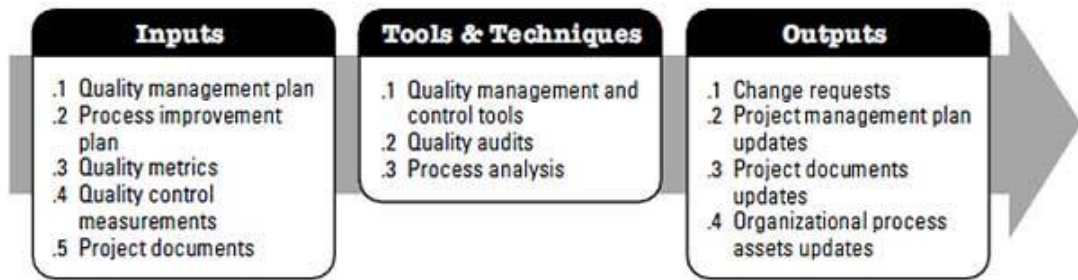 Inputs
.1 Quality management plan
.2 Process improvement
plan
.3 Quality metrics
.4 Quality control
measurements
.5 Project documents
Tools & Techniques
.1 Quality management and
control tools
.2 Quality audits
.3 Process analysis
Outputs
.1 Change requests
.2 Project management plan
updates
.3 Project documents
updates
.4 Organizational process
assets updates